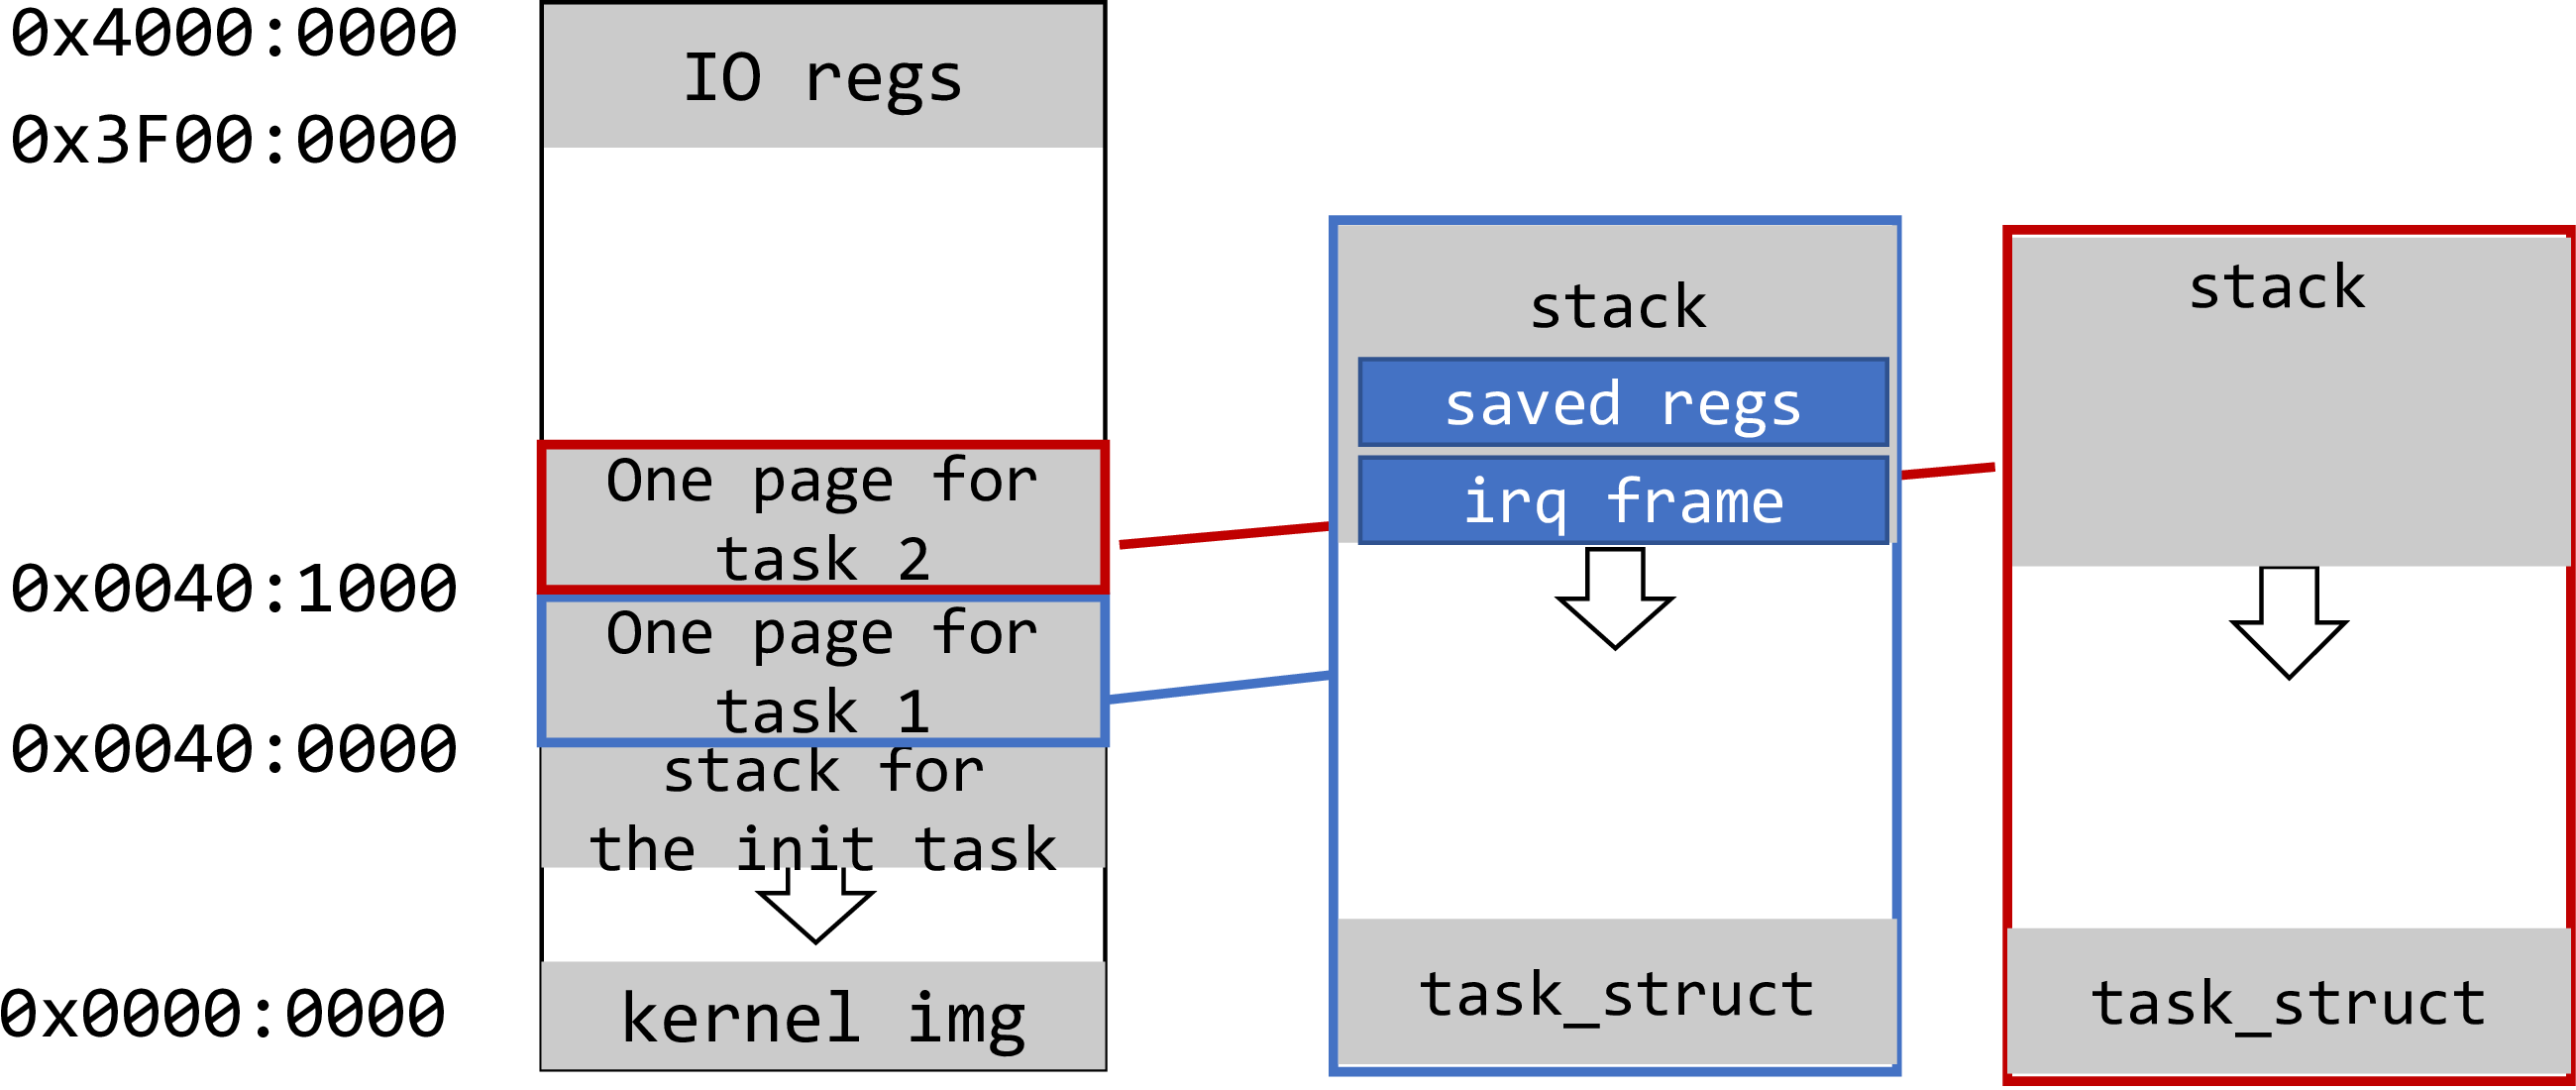 0x4000:0000
0x3F00:0000
0x0040:1000
0x0040:0000
0x0000:0000
IO regs
One page for
task 2
One page for
task 1
stack for
the init task
kernel img
stack
saved regs
irq frame
task_struct
stack
task_struct